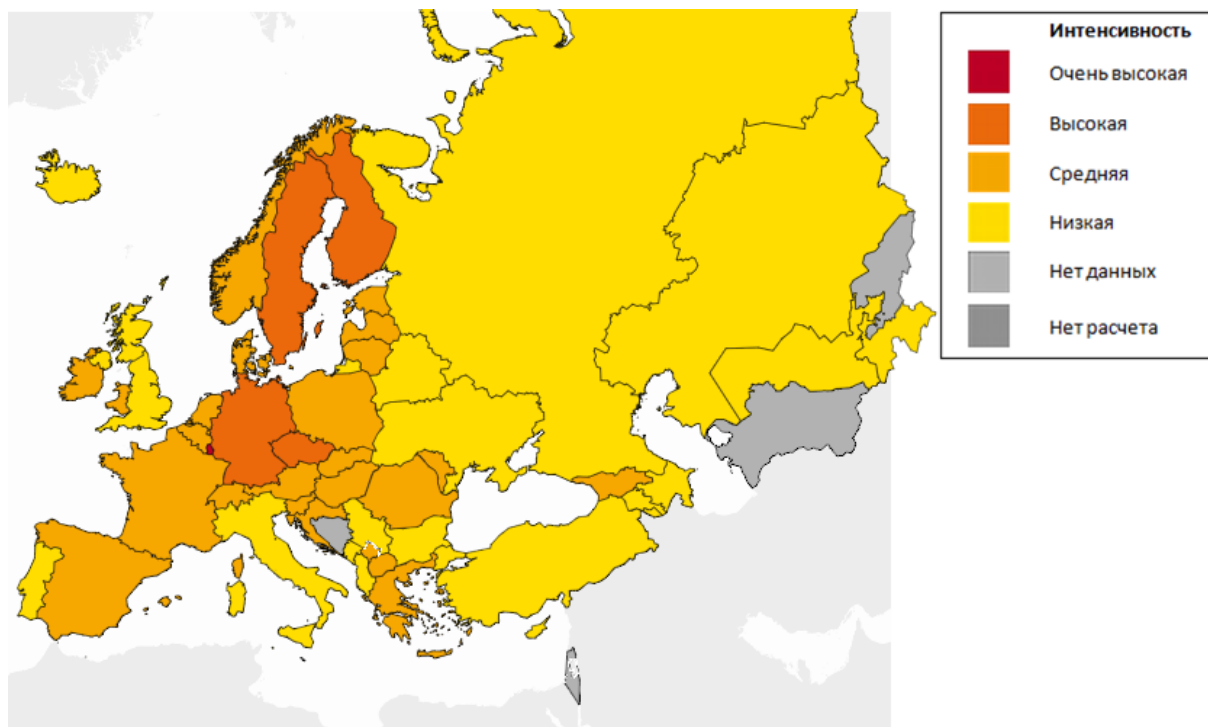 Интенсивность
Очень высокая
Высокая
Средняя
Низкая
Нет данных
Нет расчета